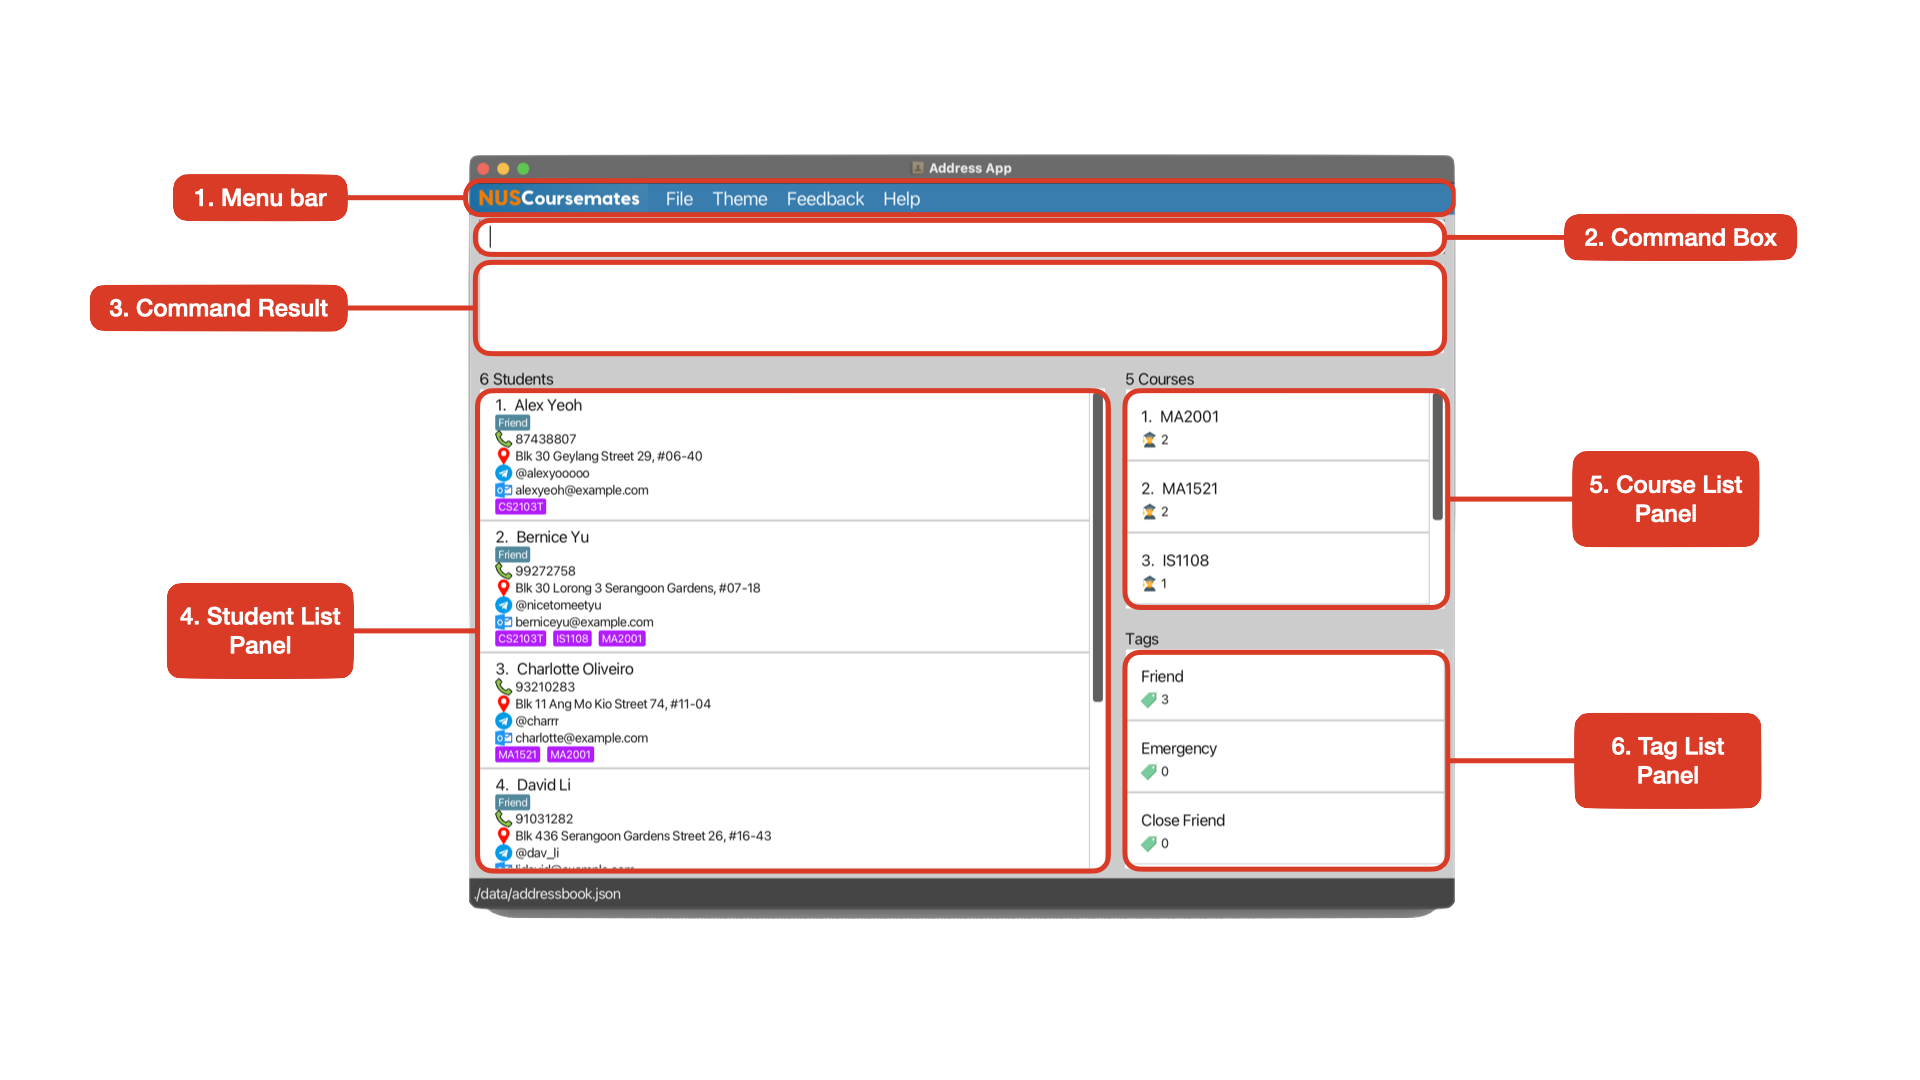 Address App
1. Menu bar
NUSCoursemates File Theme Feedback Help
2. Command Box
3. Command Result
6 Students
1. Alex Yeoh
Friend
87438807
Blk 30 Geylang Street 29, #06-40
@alexyooooo
alexyeoh@example.com
CS2103T
2. Bernice Yu
Friend
99272758
Blk 30 Lorong 3 Serangoon Gardens, #07-18
@nicetomeetyu
berniceyu@example.com
CS2103T IS1108 MA2001
3. Charlotte Oliveiro
93210283
Blk 11 Ang Mo Kio Street 74, #11-04
@charrr
charlotte@example.com
MA1521 MA2001
4. David Li
Friend
91031282
Blk 436 Serangoon Gardens Street 26, #16-43
@dav_li
4. Student List
Panel
5 Courses
1. MA2001
2
2. MA1521
2
3. IS1108
1
5. Course List
Panel
Tags
Friend
3
Emergency
0
Close Friend
0
6. Tag List
Panel
./data/addressbook.json